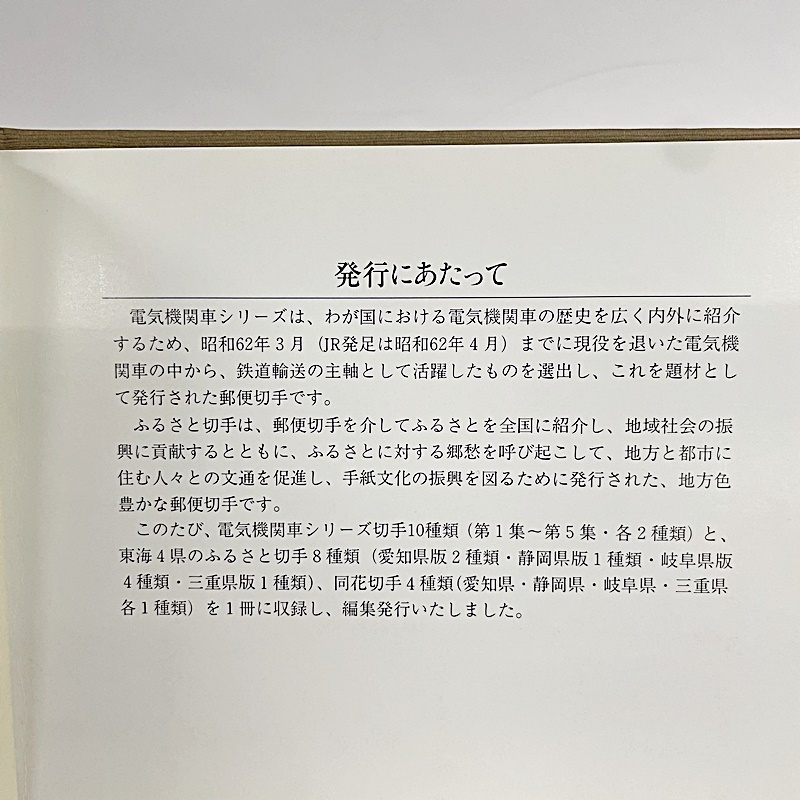 発行にあたって
電気機関車シリーズは、わが国における電気機関車の歴史を広く内外に紹介
するため、昭和62年3月（JR発足は昭和62年4月）までに現役を退いた電気機
関車の中から、鉄道輸送の主軸として活躍したものを選出し、これを題材とし
て発行された郵便切手です。
ふるさと切手は、郵便切手を介してふるさとを全国に紹介し、地域社会の振
興に貢献するとともに、ふるさとに対する郷愁を呼び起こして、地方と都市に
住む人々との文通を促進し、手紙文化の振興を図るために発行された、地方色
豊かな郵便切手です。
このたび、電気機関車シリーズ切手10種類（第1集～第5集・各2種類）と、
東海4県のふるさと切手8種類（愛知県版2種類・静岡県版1種類・岐阜県版
4種類・三重県版1種類）、同花切手4種類(愛知県・静岡県・岐阜県・三重県
各1種類）を1冊に収録し、編集発行いたしました。